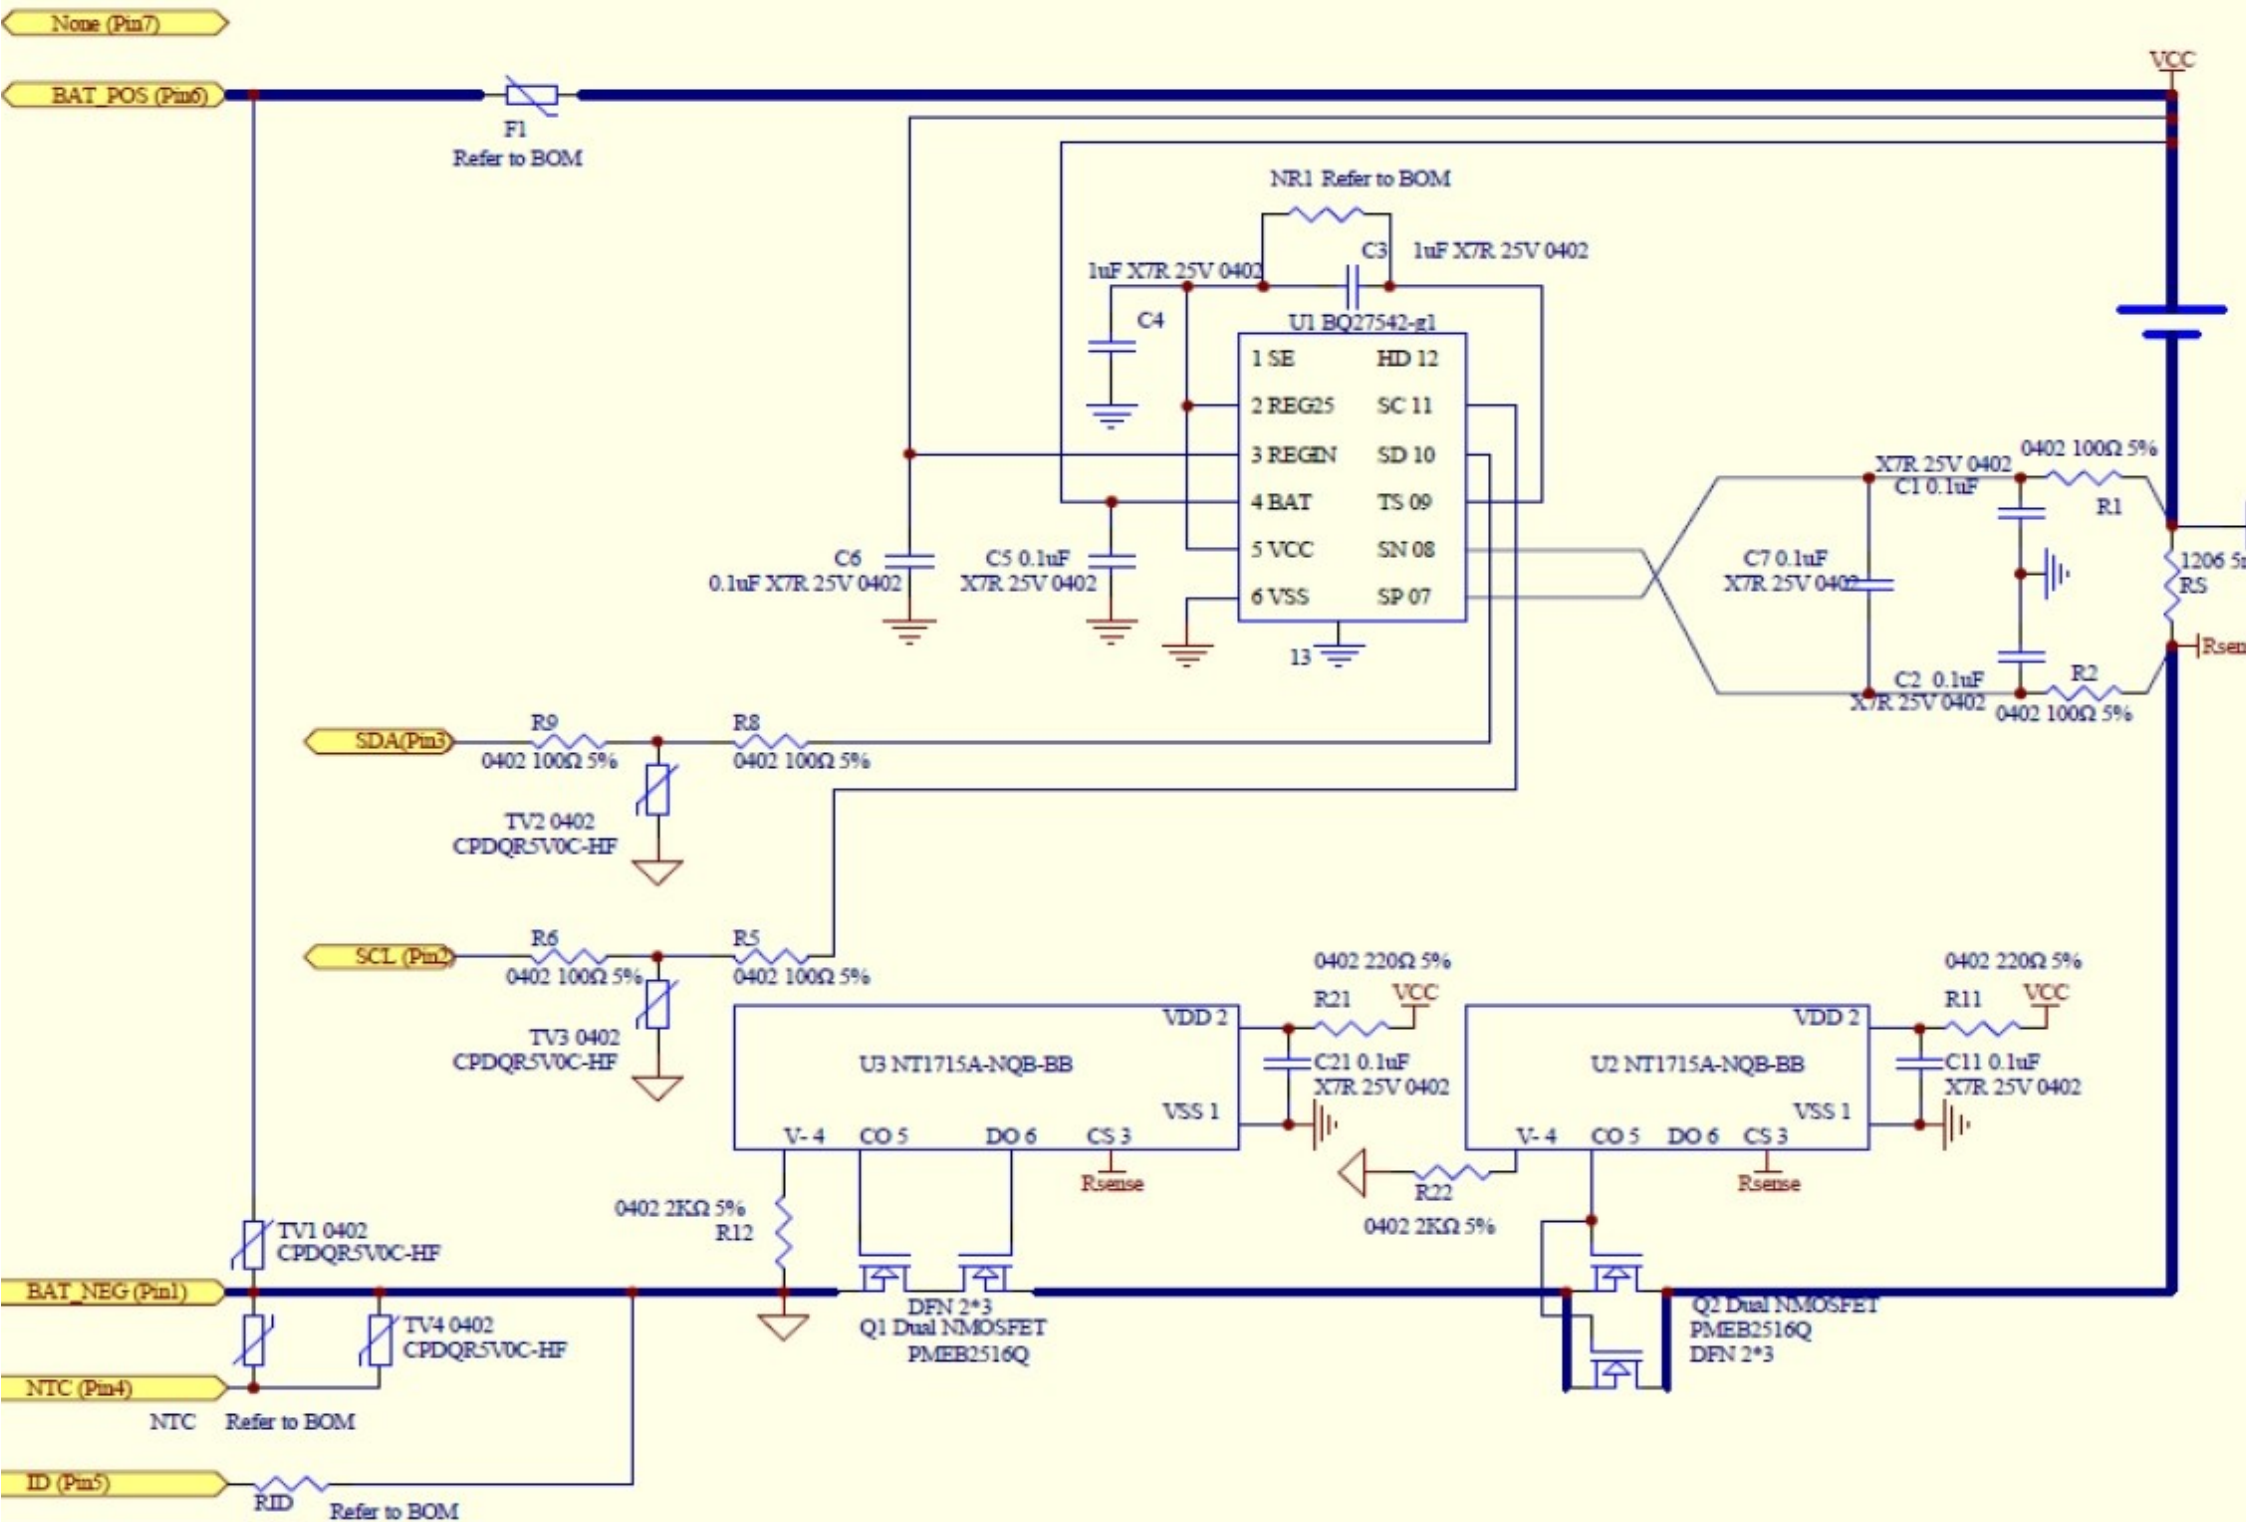 None (Pin7)
VCC
BAT_POS (Pin6)
F1
Refer to BOM
NR1 Refer to BOM
C3
1uF X7R 25V 0402
1uF X7R 25V 0402
C4
U1 BQ27542-g1
1 SE
HD 12
2 REG25
SC 11
3 REGIN
SD 10
4 BAT
TS 09
5 VCC
SN 08
6 VSS
SP 07
13
C6
0.1uF X7R 25V 0402
C5 0.1uF
X7R 25V 0402
0402 100Ω 5%
X7R 25V 0402
C1 0.1uF
R1
C7 0.1uF
X7R 25V 0402
1206
RS
C2 0.1uF
X7R 25V 0402
R2
0402 100Ω 5%
SDA(Pin3)
R9
0402 100Ω 5%
R8
0402 100Ω 5%
TV2 0402
CPDQR5V0C-HF
SCL (Pin2)
R6
0402 100Ω 5%
R5
0402 100Ω 5%
TV3 0402
CPDQR5V0C-HF
0402 220Ω 5%
R21
VCC
VDD 2
U3 NT1715A-NQB-BB
C21 0.1uF
X7R 25V 0402
VSS 1
V- 4
CO 5
DO 6
CS 3
Rsense
0402 220Ω 5%
R11
VCC
VDD 2
U2 NT1715A-NQB-BB
C11 0.1uF
X7R 25V 0402
VSS 1
V- 4
CO 5
DO 6
CS 3
Rsense
R22
0402 2KΩ 5%
0402 2KΩ 5%
R12
TV1 0402
CPDQR5V0C-HF
BAT_NEG (Pin1)
DFN 2*3
Q1 Dual NMOSFET
PMEB2516Q
Q2 Dual NMOSFET
PMEB2516Q
DFN 2*3
TV4 0402
CPDQR5V0C-HF
NTC (Pin4)
NTC
Refer to BOM
ID (Pin5)
RID
Refer to BOM